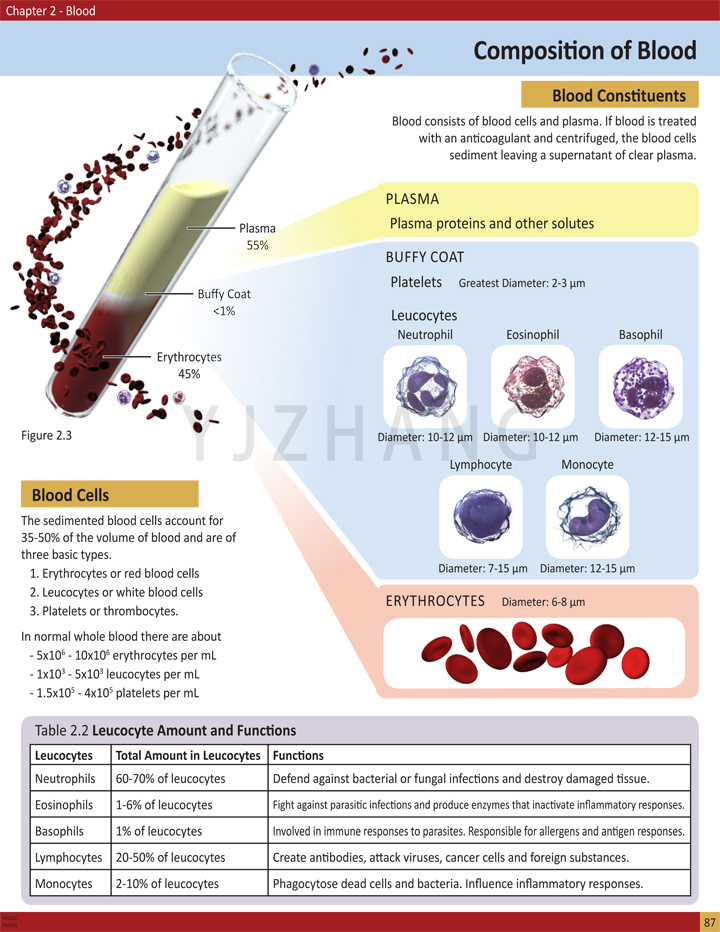 Chapter 2 - Blood
Composition of Blood
Blood Constituents
Blood consists of blood cells and plasma. If blood is treated
with an anticoagulant and centrifuged, the blood cells
sediment leaving a supernatant of clear plasma.
Plasma
55%
Buffy Coat
<1%
Erythrocytes
45%
Figure 2.3
PLASMA
Plasma proteins and other solutes
BUFFY COAT
Platelets Greatest Diameter: 2-3 µm
Leucocytes
Neutrophil Eosinophil Basophil
Diameter: 10-12 µm Diameter: 10-12 µm Diameter: 12-15 µm
Lymphocyte Monocyte
Diameter: 7-15 µm Diameter: 12-15 µm
ERYTHROCYTES Diameter: 6-8 µm
YJZHANG
Blood Cells
The sedimented blood cells account for
35-50% of the volume of blood and are of
three basic types.
1. Erythrocytes or red blood cells
2. Leucocytes or white blood cells
3. Platelets or thrombocytes.
In normal whole blood there are about
- 5x10⁶ - 10x10⁶ erythrocytes per mL
- 1x10³ - 5x10³ leucocytes per mL
- 1.5x10⁵ - 4x10⁵ platelets per mL
Table 2.2 Leucocyte Amount and Functions
Leucocytes Total Amount in Leucocytes Functions
Neutrophils 60-70% of leucocytes Defend against bacterial or fungal infections and destroy damaged tissue.
Eosinophils 1-6% of leucocytes Fight against parasitic infections and produce enzymes that inactivate inflammatory responses.
Basophils 1% of leucocytes Involved in immune responses to parasites. Responsible for allergens and antigen responses.
Lymphocytes 20-50% of leucocytes Create antibodies, attack viruses, cancer cells and foreign substances.
Monocytes 2-10% of leucocytes Phagocytose dead cells and bacteria. Influence inflammatory responses.
87